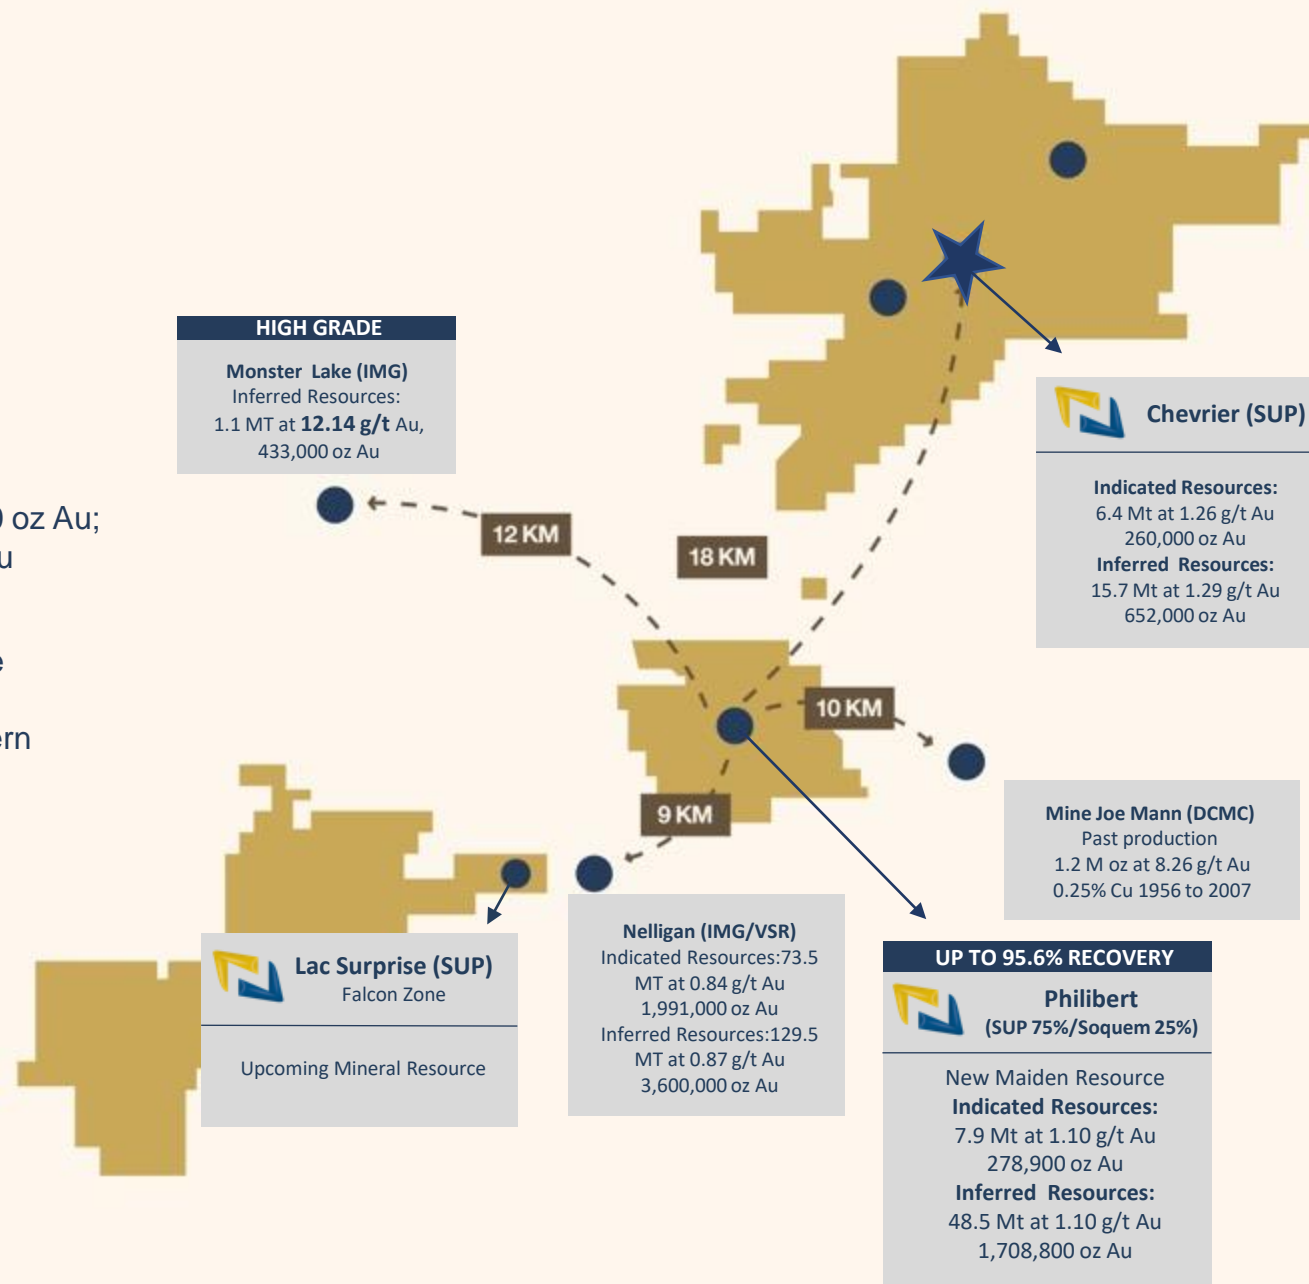 HIGH GRADE
Monster Lake (IMG)
Inferred Resources:
1.1 MT at 12.14 g/t Au,
433,000 oz Au
oz Au;
12 KM
18 KM
Chevrier (SUP)
Indicated Resources:
6.4 Mt at 1.26 g/t Au
260,000 oz Au
Inferred Resources:
15.7 Mt at 1.29 g/t Au
652,000 oz Au
10 KM
9 KM
Mine Joe Mann (DCMC)
Past production
1.2 M oz at 8.26 g/t Au
0.25% Cu 1956 to 2007
Lac Surprise (SUP)
Falcon Zone
Upcoming Mineral Resource
Nelligan (IMG/VSR)
Indicated Resources:73.5
MT at 0.84 g/t Au
1,991,000 oz Au
Inferred Resources:129.5
MT at 0.87 g/t Au
3,600,000 oz Au
UP TO 95.6% RECOVERY
Philibert
(SUP 75%/Soquem 25%)
New Maiden Resource
Indicated Resources:
7.9 Mt at 1.10 g/t Au
278,900 oz Au
Inferred Resources:
48.5 Mt at 1.10 g/t Au
1,708,800 oz Au